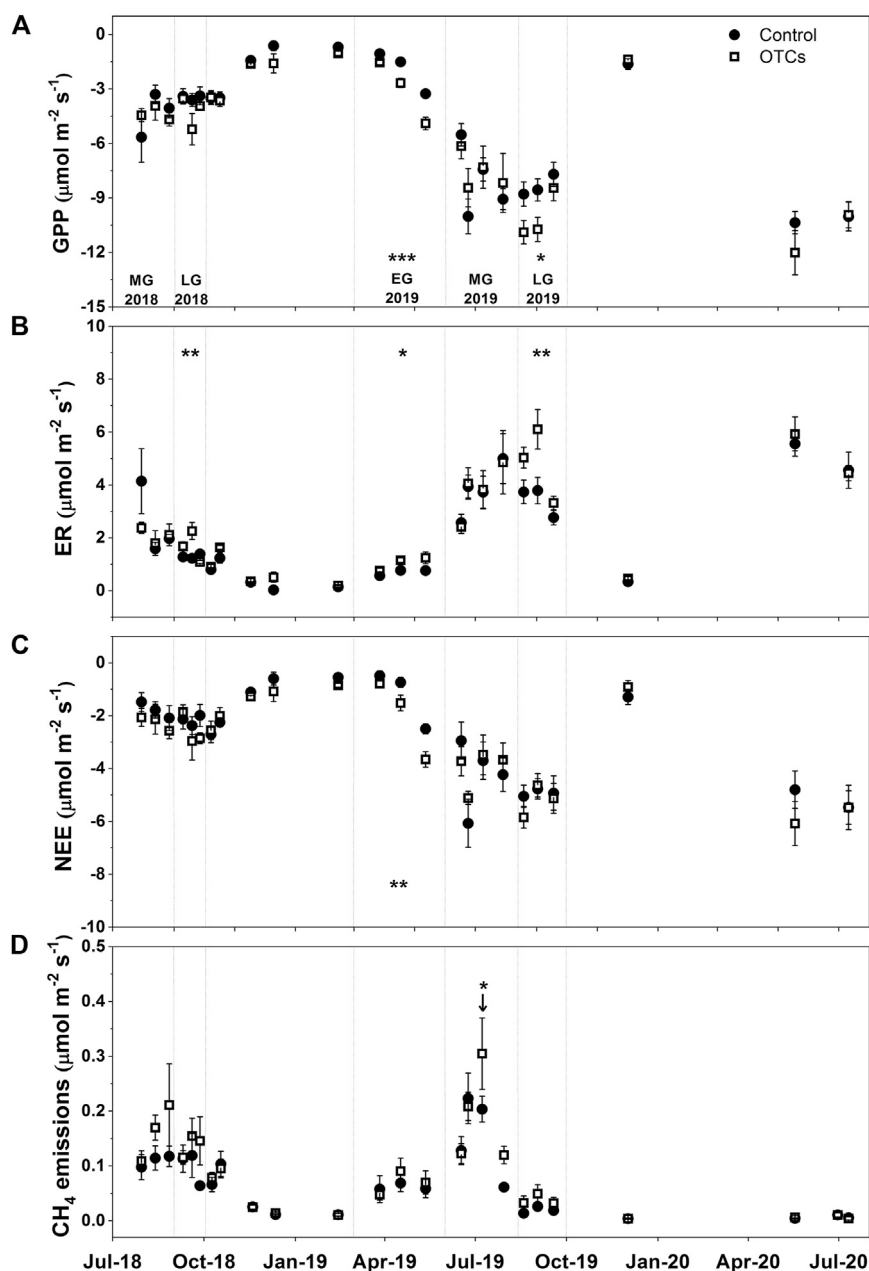 A
0
-3
-6
-9
-12
-15
GPP (μmol m⁻² s⁻¹)
Control
OTCs
MG 2018
LG 2018
***
EG 2019
MG 2019
*
LG 2019
B
10
8
6
4
2
0
ER (μmol m⁻² s⁻¹)
**
*
**
C
0
-2
-4
-6
-8
-10
NEE (μmol m⁻² s⁻¹)
**
D
0.5
0.4
0.3
0.2
0.1
0.0
CH₄ emissions (μmol m⁻² s⁻¹)
*
Jul-18 Oct-18 Jan-19 Apr-19 Jul-19 Oct-19 Jan-20 Apr-20 Jul-20